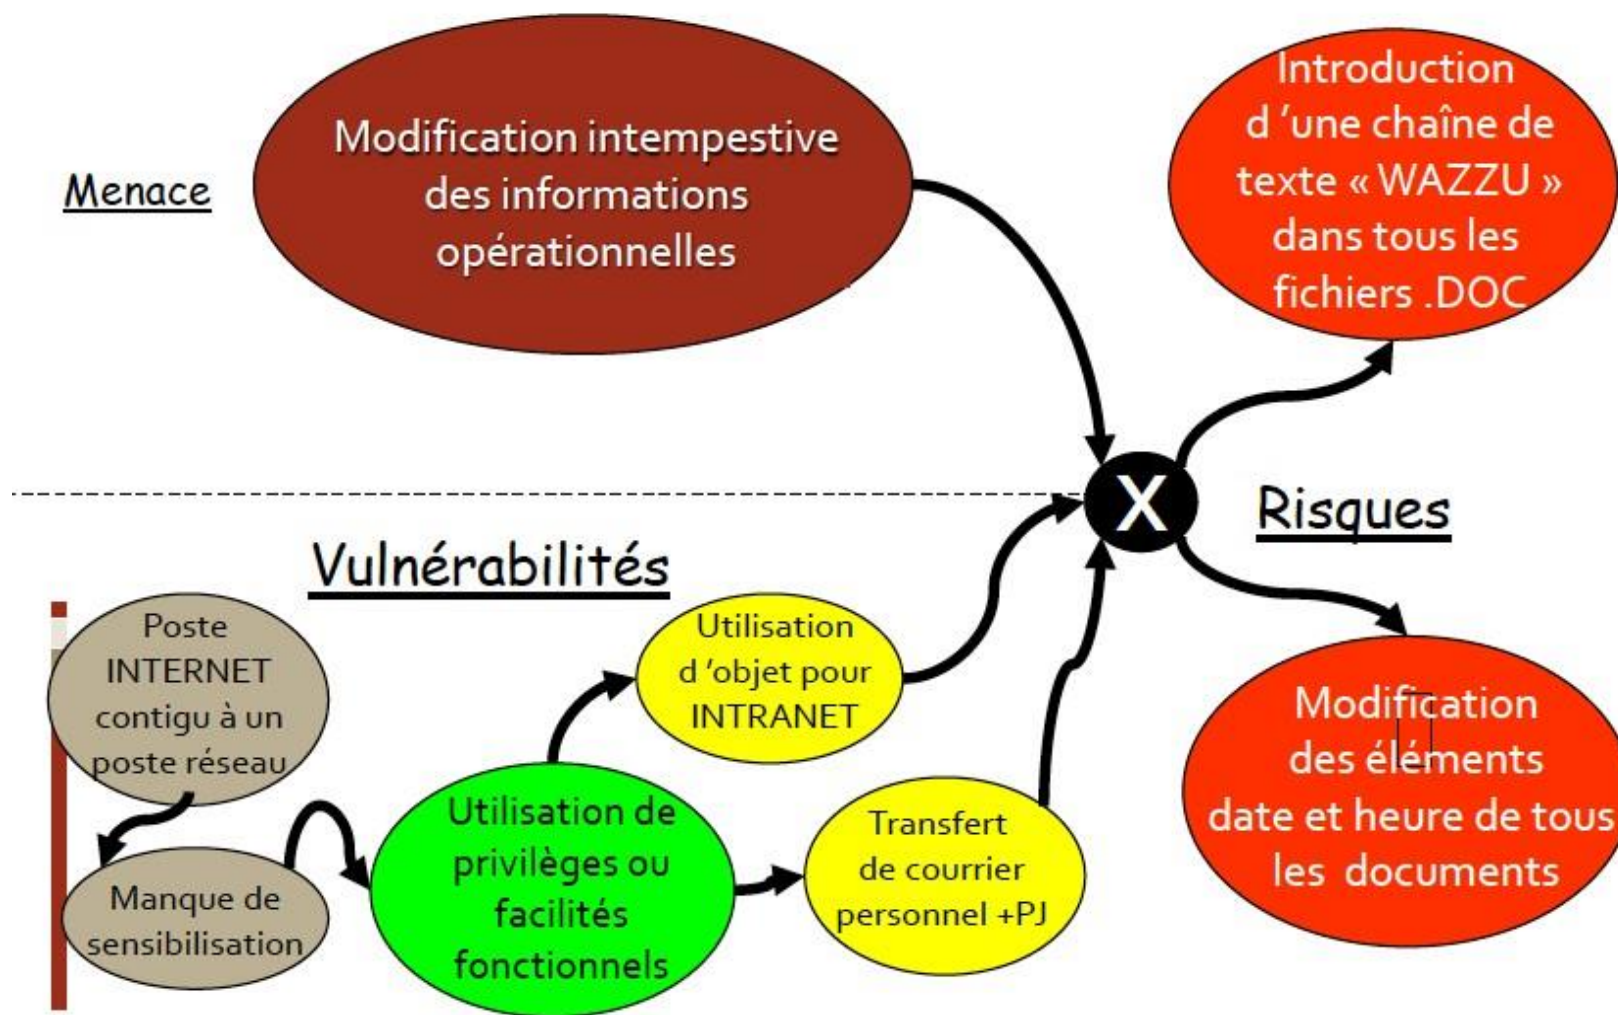 Menace
Modification intempestive
des informations
opérationnelles
Introduction
d ’une chaîne de
texte « WAZZU »
dans tous les
fichiers .DOC
X
Risques
Vulnérabilités
Poste
INTERNET
contigu à un
poste réseau
Manque de
sensibilisation
Utilisation de
privilèges ou
facilités
fonctionnels
Utilisation
d ’objet pour
INTRANET
Transfert
de courrier
personnel +PJ
Modification
des éléments
date et heure de tous
les documents